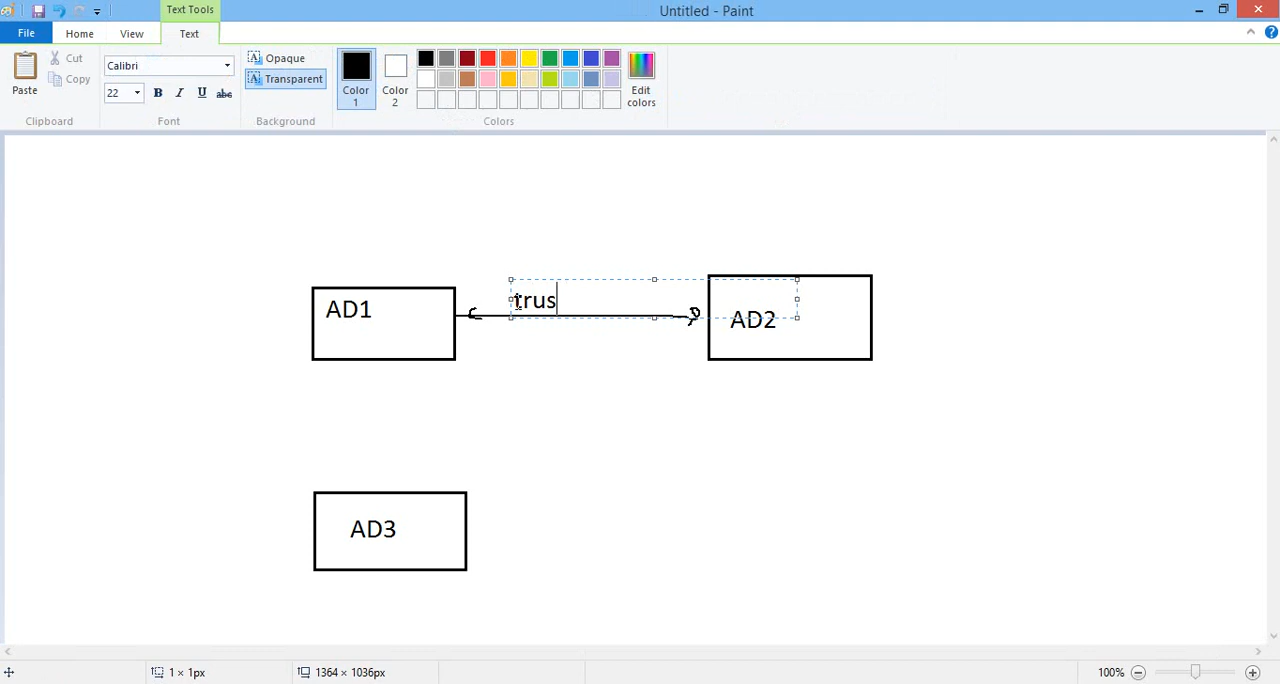 Text Tools
Untitled - Paint
File
Home
View
Text
Paste
Cut
Copy
Clipboard
Calibri
22
B I U abc
Font
Opaque
Transparent
Background
Color 1
Color 2
Edit colors
Colors
AD1
trus
AD2
AD3
1 × 1px
1364 × 1036px
100%